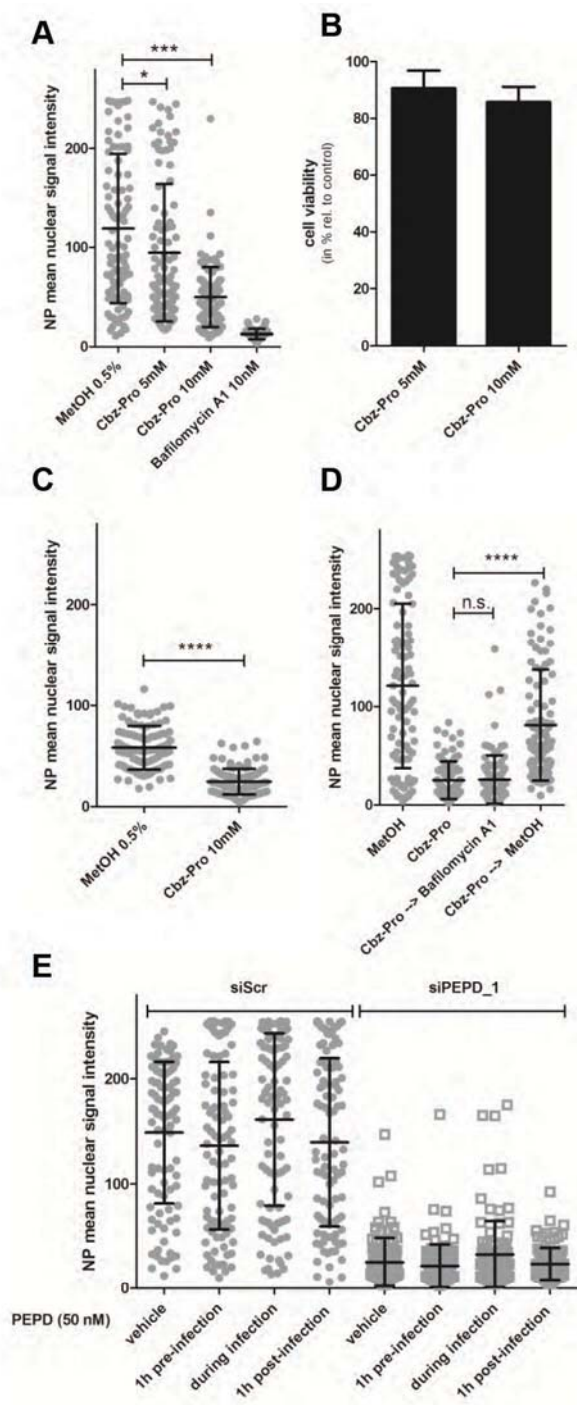 A
***
*
NP mean nuclear signal intensity
200
100
0
MetOH 0.5%
Cbz-Pro 5mM
Cbz-Pro 10mM
Bafilomycin A1 10mM
B
cell viability
(in % rel. to control)
100
80
60
40
20
0
Cbz-Pro 5mM
Cbz-Pro 10mM
C
NP mean nuclear signal intensity
200
100
0
****
MetOH 0.5%
Cbz-Pro 10mM
D
NP mean nuclear signal intensity
200
100
0
****
n.s.
MetOH
Cbz-Pro
Cbz-Pro --> Bafilomycin A1
Cbz-Pro --> MetOH
E
siScr
siPEPD_1
NP mean nuclear signal intensity
200
100
0
PEPD (50 nM)
vehicle
1h pre-infection
during infection
1h post-infection
vehicle
1h pre-infection
during infection
1h post-infection